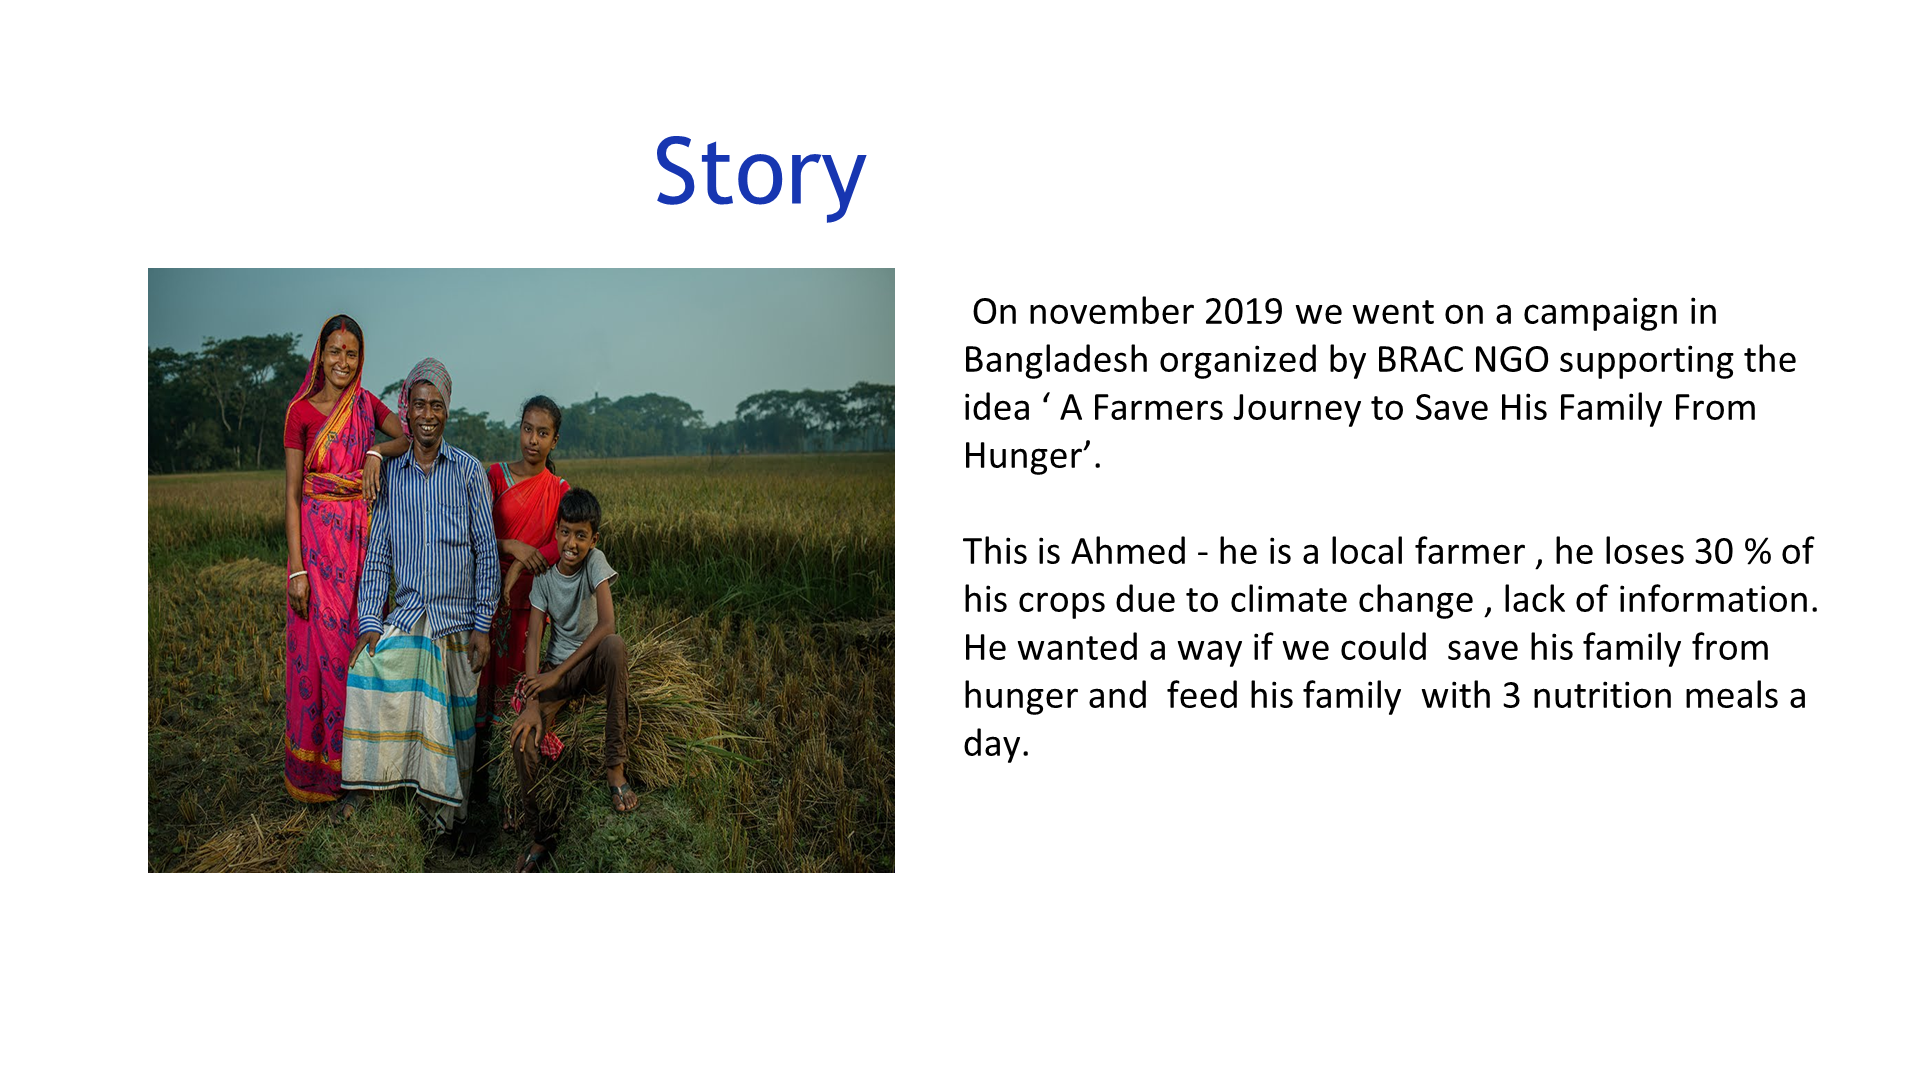 Story
On november 2019 we went on a campaign in
Bangladesh organized by BRAC NGO supporting the
idea ‘ A Farmers Journey to Save His Family From
Hunger’.
This is Ahmed - he is a local farmer , he loses 30 % of
his crops due to climate change , lack of information.
He wanted a way if we could  save his family from
hunger and  feed his family  with 3 nutrition meals a
day.